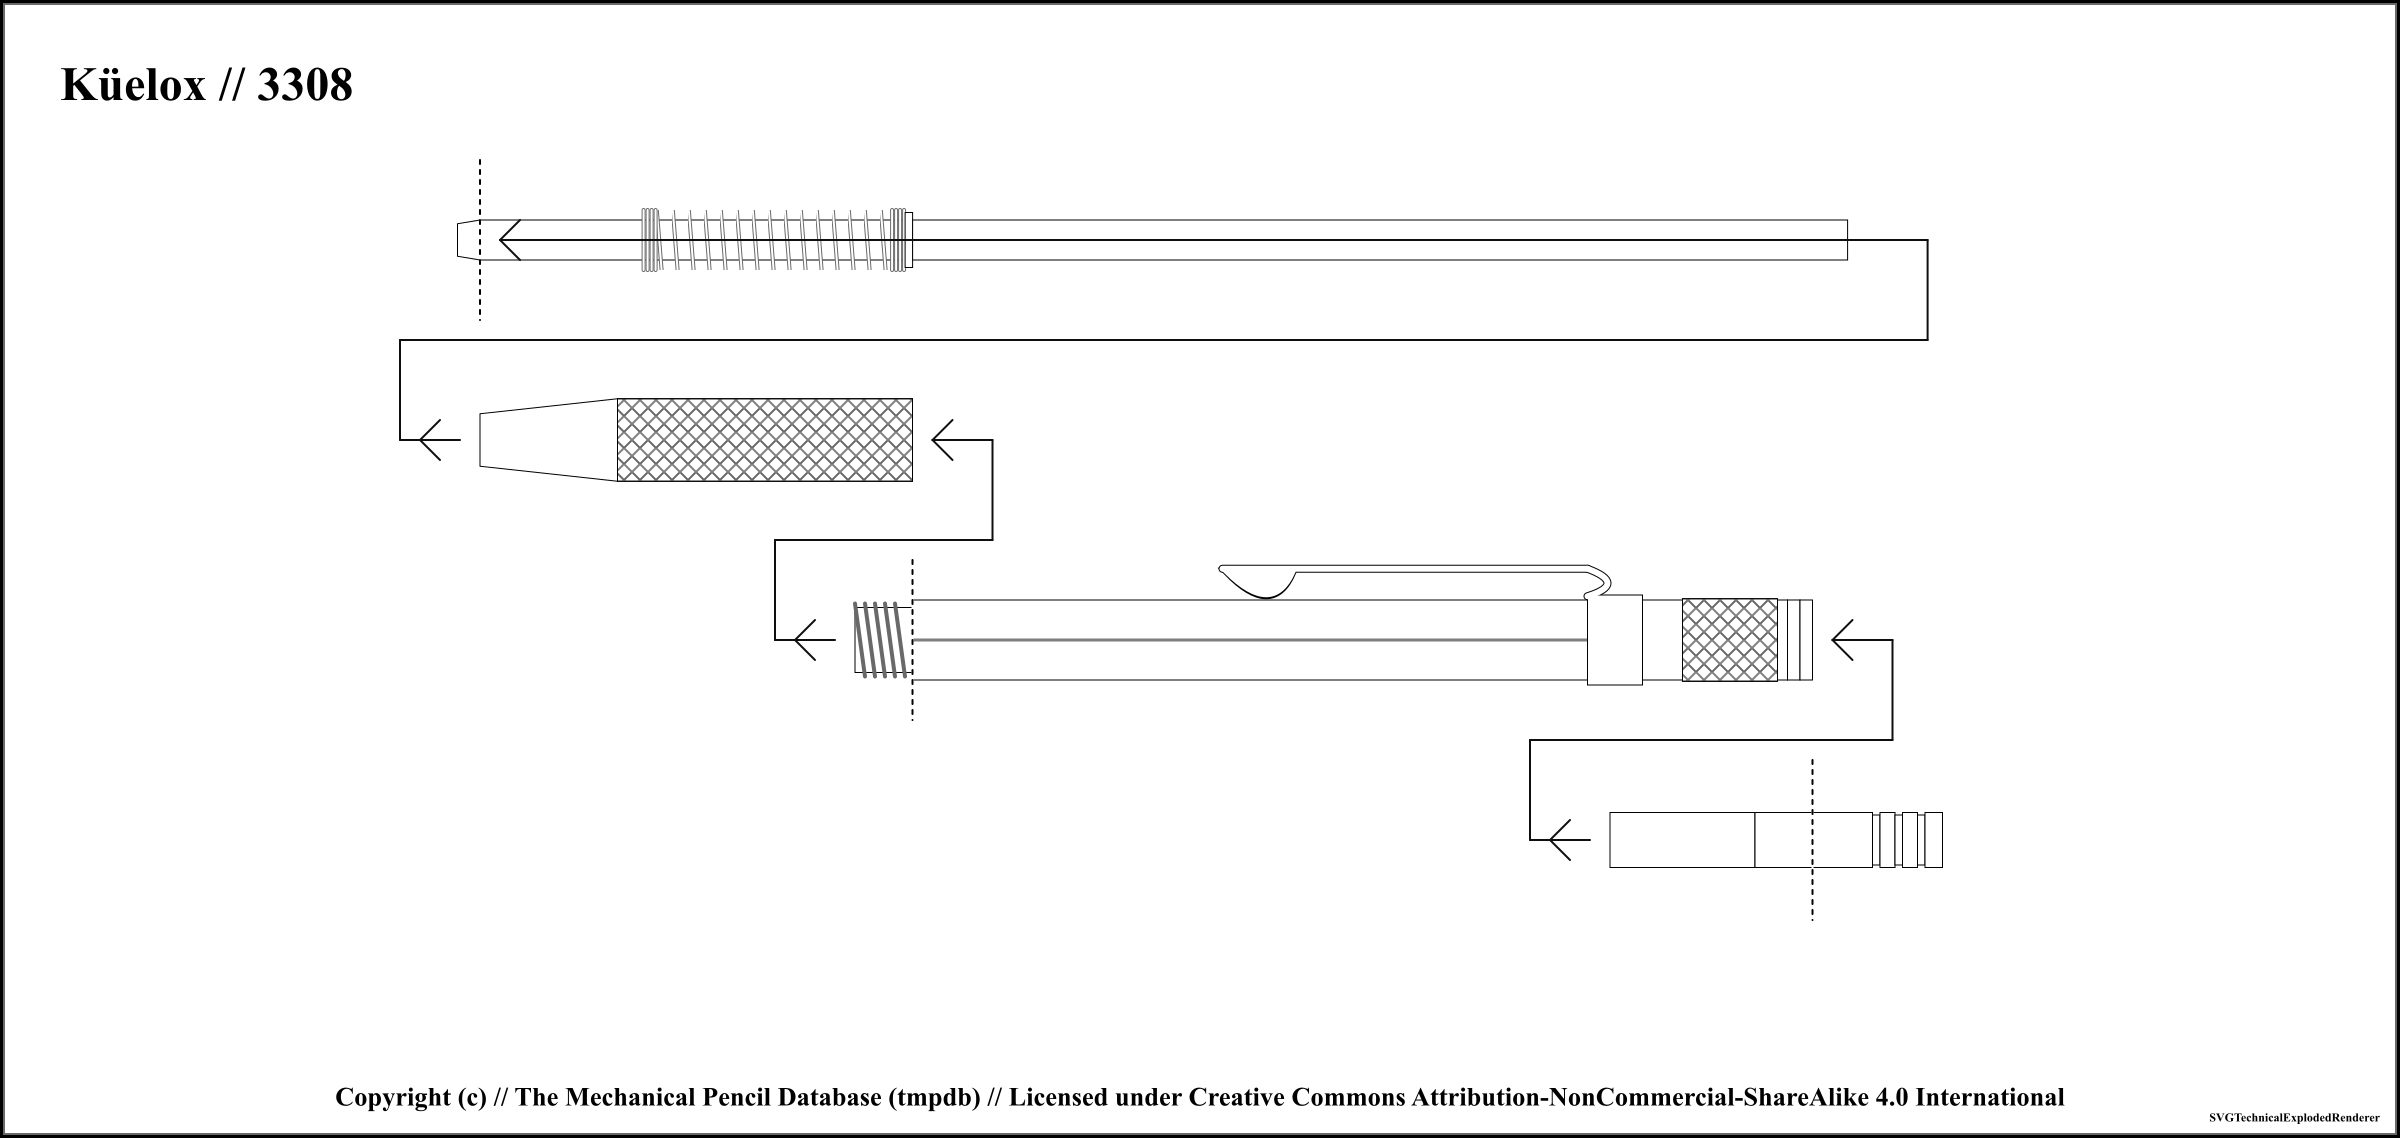 Küelox // 3308
Copyright (c) // The Mechanical Pencil Database (tmpdb) // Licensed under Creative Commons Attribution-NonCommercial-ShareAlike 4.0 International
SVGTechnicalExplodedRenderer